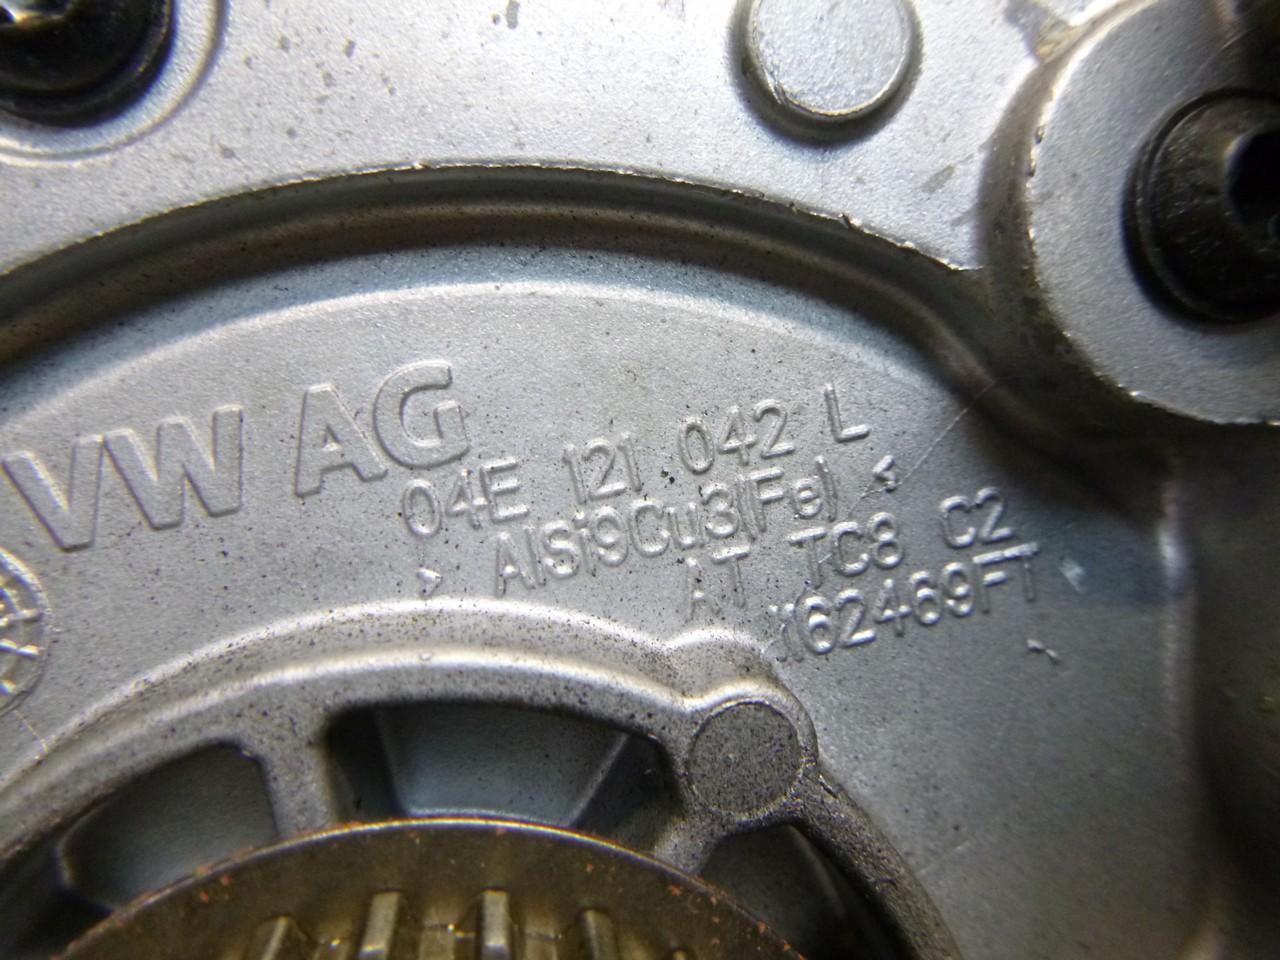 VW AG
04E 121 042 L
> AlSi9Cu3(Fe) <
AT TC8 C2
162469FT